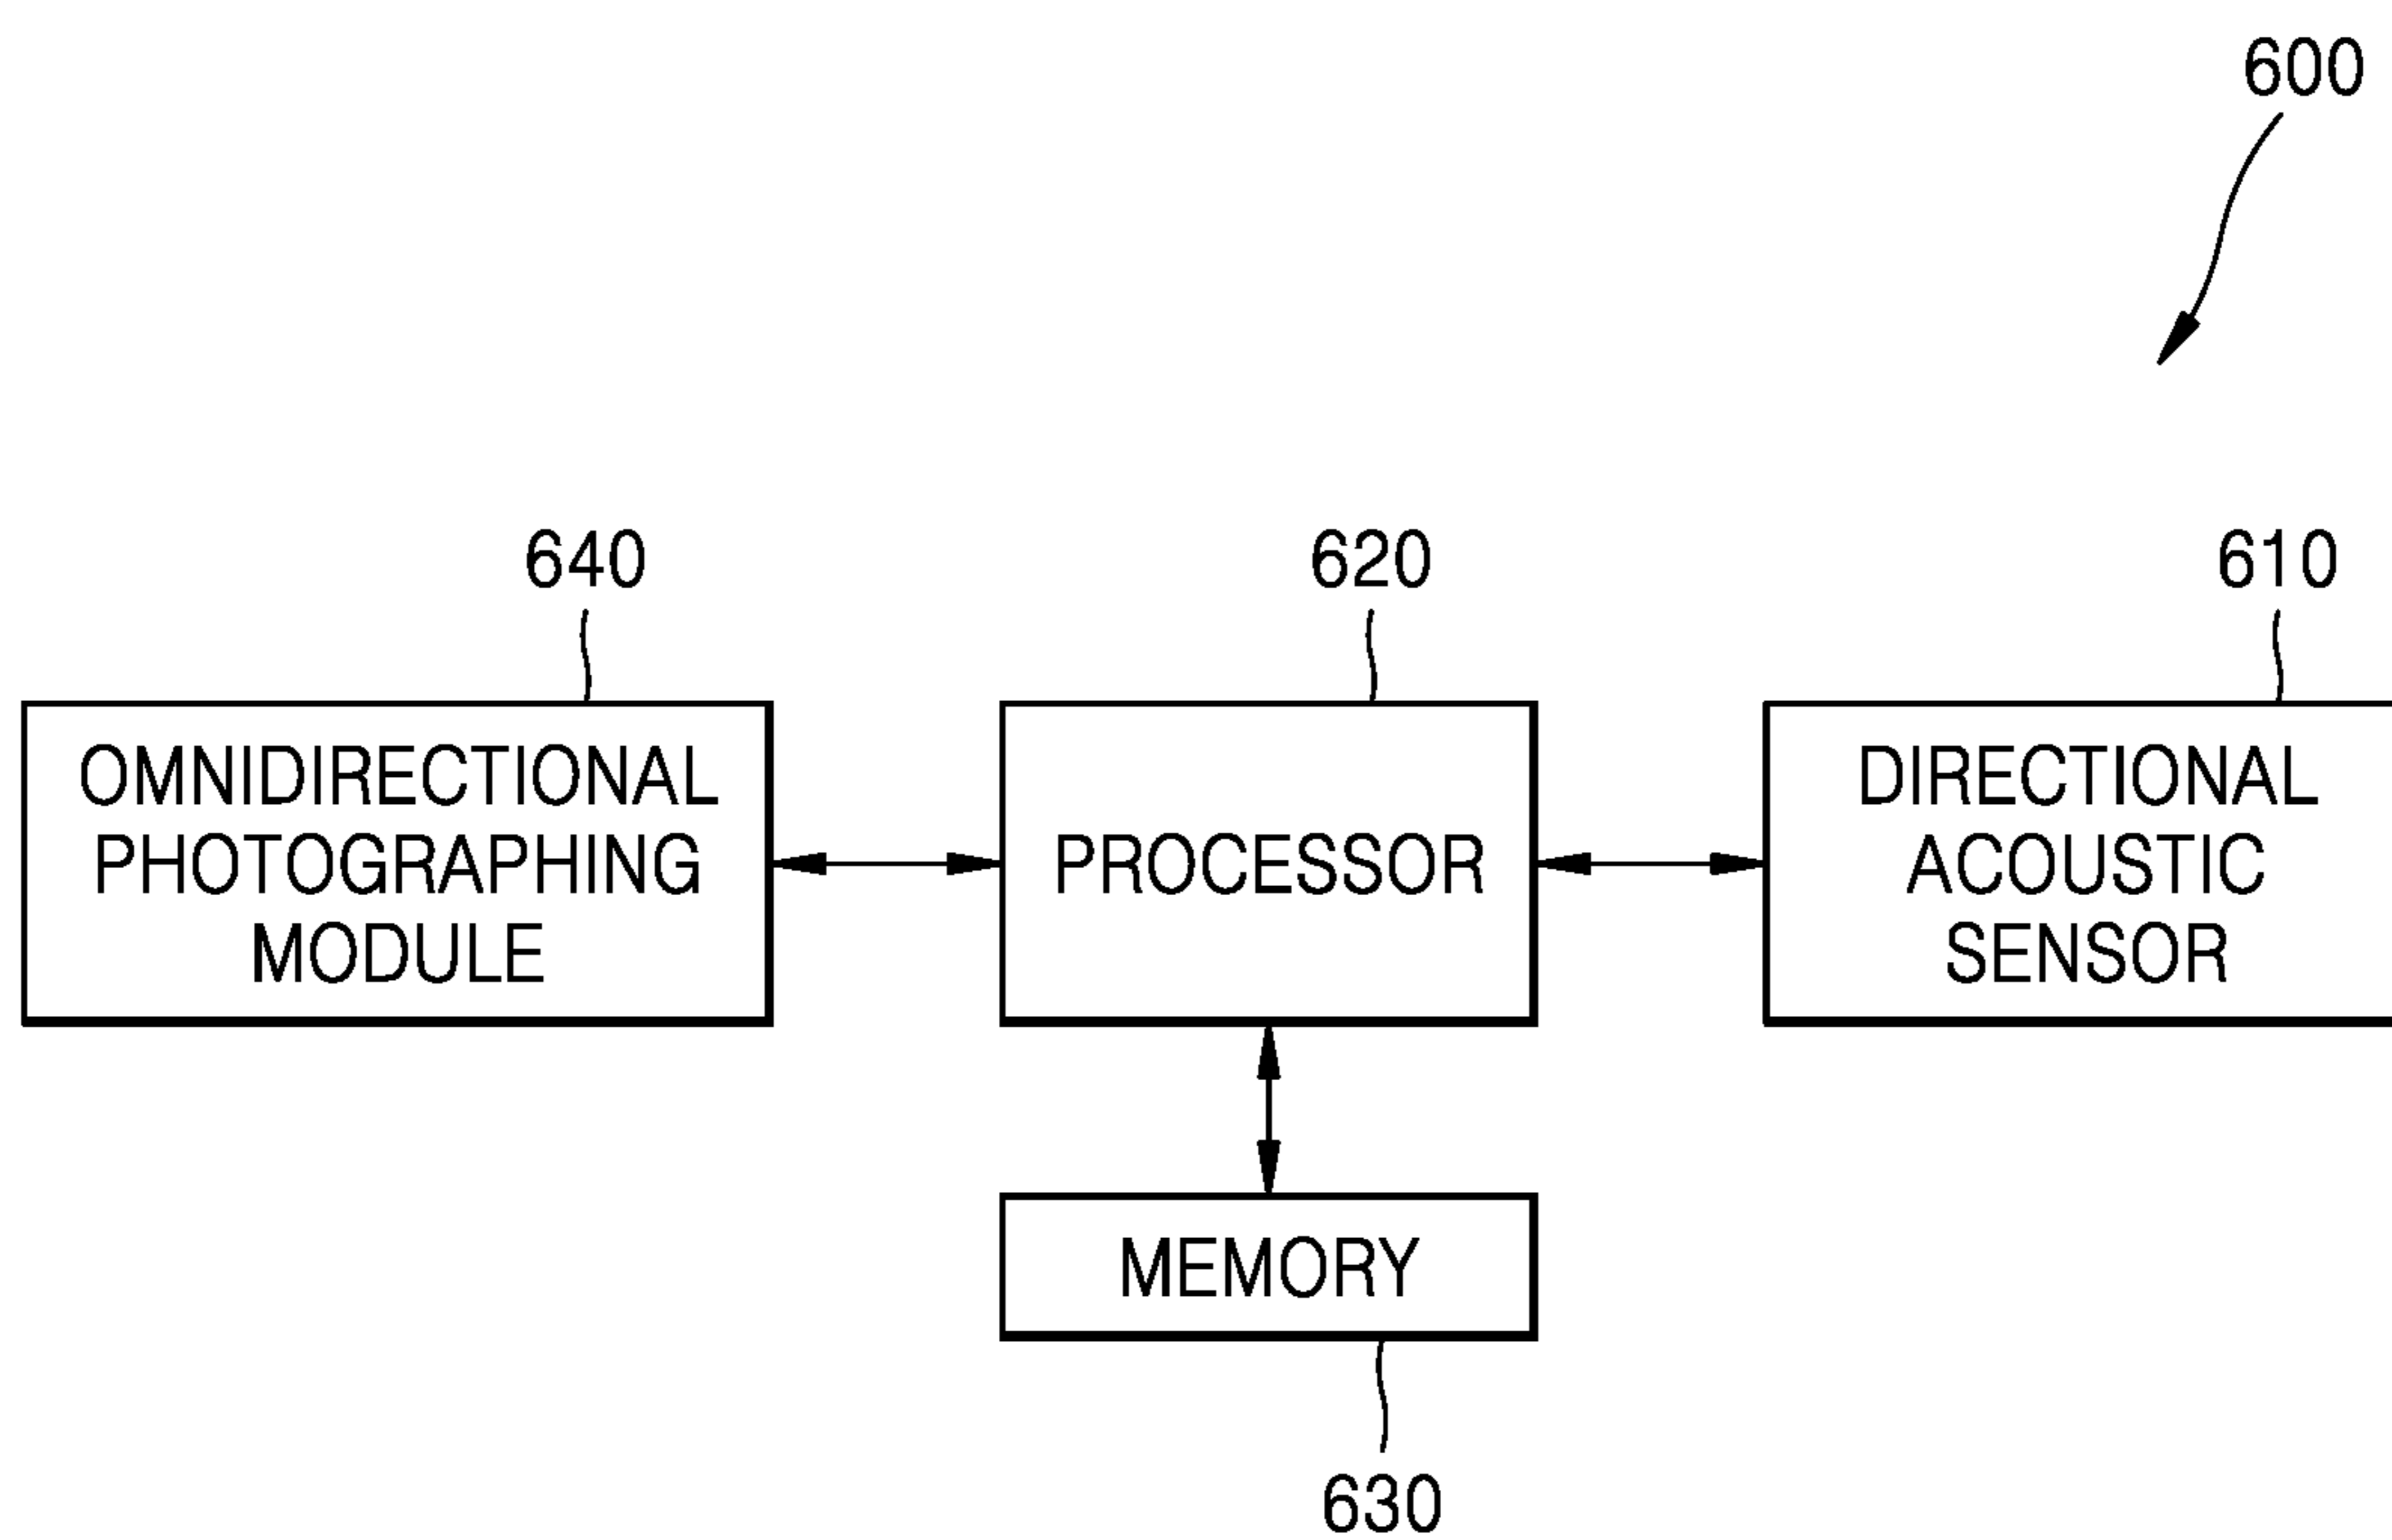 600
640
620
610
OMNIDIRECTIONAL
PHOTOGRAPHING
MODULE
PROCESSOR
DIRECTIONAL
ACOUSTIC
SENSOR
MEMORY
630